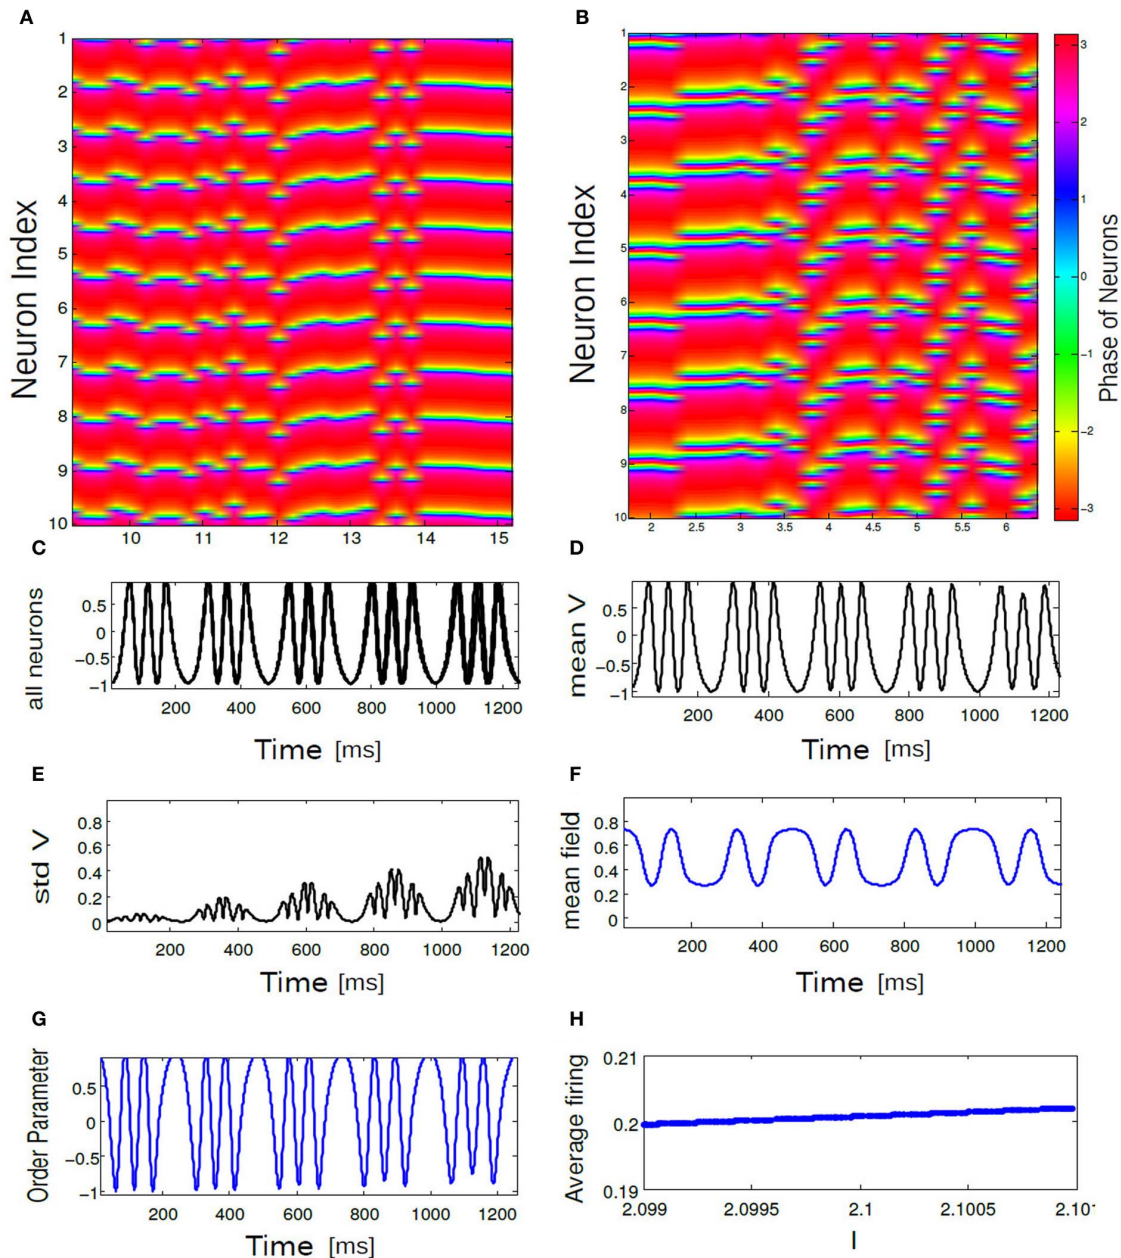 A
B
1
2
3
4
5
6
7
8
9
10
Neuron Index
10 11 12 13 14 15
1
2
3
4
5
6
7
8
9
10
Neuron Index
2 2.5 3 3.5 4 4.5 5 5.5 6
3
2
1
0
−1
−2
−3
Phase of Neurons
C
0.5
0
−0.5
−1
all neurons
200 400 600 800 1000 1200
Time [ms]
D
0.5
0
−0.5
−1
mean V
200 400 600 800 1000 1200
Time [ms]
E
0.8
0.6
0.4
0.2
0
std V
200 400 600 800 1000 1200
Time [ms]
F
0.8
0.6
0.4
0.2
0
mean field
200 400 600 800 1000 1200
Time [ms]
G
0.5
0
−0.5
−1
Order Parameter
200 400 600 800 1000 1200
Time [ms]
H
0.21
0.2
0.19
Average firing
2.099 2.0995 2.1 2.1005 2.101
I